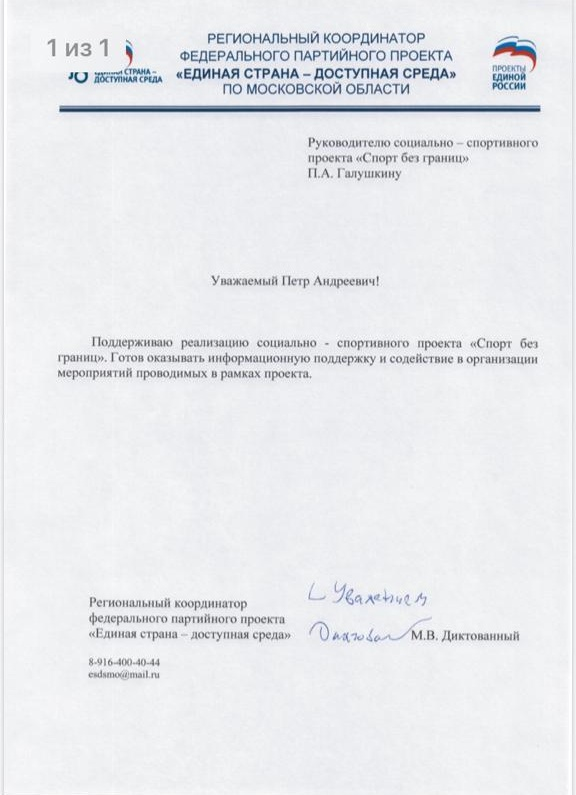 1 из 1
РЕГИОНАЛЬНЫЙ КООРДИНАТОР
ФЕДЕРАЛЬНОГО ПАРТИЙНОГО ПРОЕКТА
«ЕДИНАЯ СТРАНА – ДОСТУПНАЯ СРЕДА»
ПО МОСКОВСКОЙ ОБЛАСТИ
СТРАНА –
ДОСТУПНАЯ СРЕДА
ПРОЕКТЫ
ЕДИНОЙ
РОССИИ
Руководителю социально – спортивного
проекта «Спорт без границ»
П.А. Галушкину
Уважаемый Петр Андреевич!
Поддерживаю реализацию социально - спортивного проекта «Спорт без
границ». Готов оказывать информационную поддержку и содействие в организации
мероприятий проводимых в рамках проекта.
С Уважением
Региональный координатор
федерального партийного проекта
«Единая страна – доступная среда»
М.В. Диктованный
8-916-400-40-44
esdsmo@mail.ru